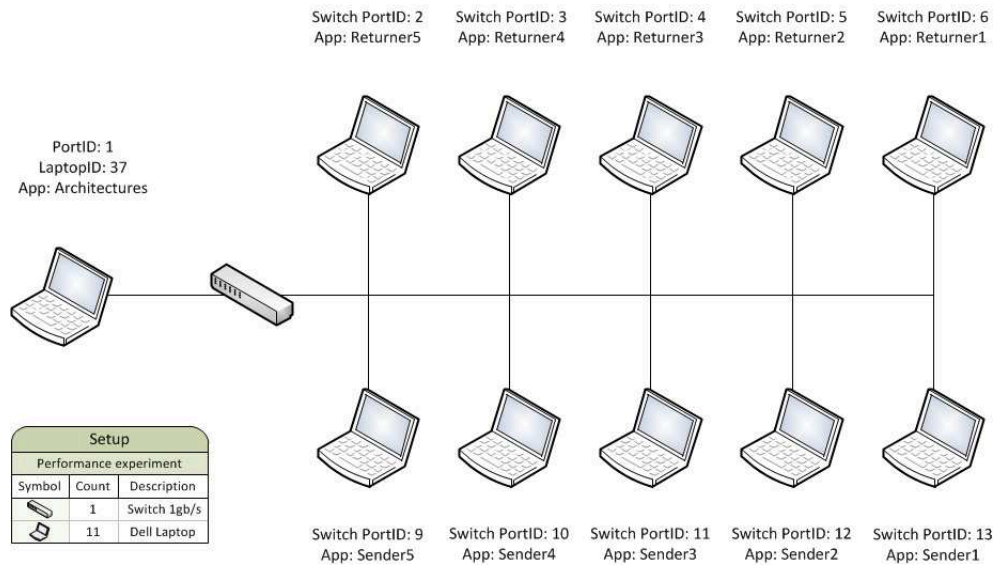 Switch PortID: 2
App: Returner5
Switch PortID: 3
App: Returner4
Switch PortID: 4
App: Returner3
Switch PortID: 5
App: Returner2
Switch PortID: 6
App: Returner1
PortID: 1
LaptopID: 37
App: Architectures
Setup
Performance experiment
Symbol Count Description
1 Switch 1gb/s
11 Dell Laptop
Switch PortID: 9
App: Sender5
Switch PortID: 10
App: Sender4
Switch PortID: 11
App: Sender3
Switch PortID: 12
App: Sender2
Switch PortID: 13
App: Sender1